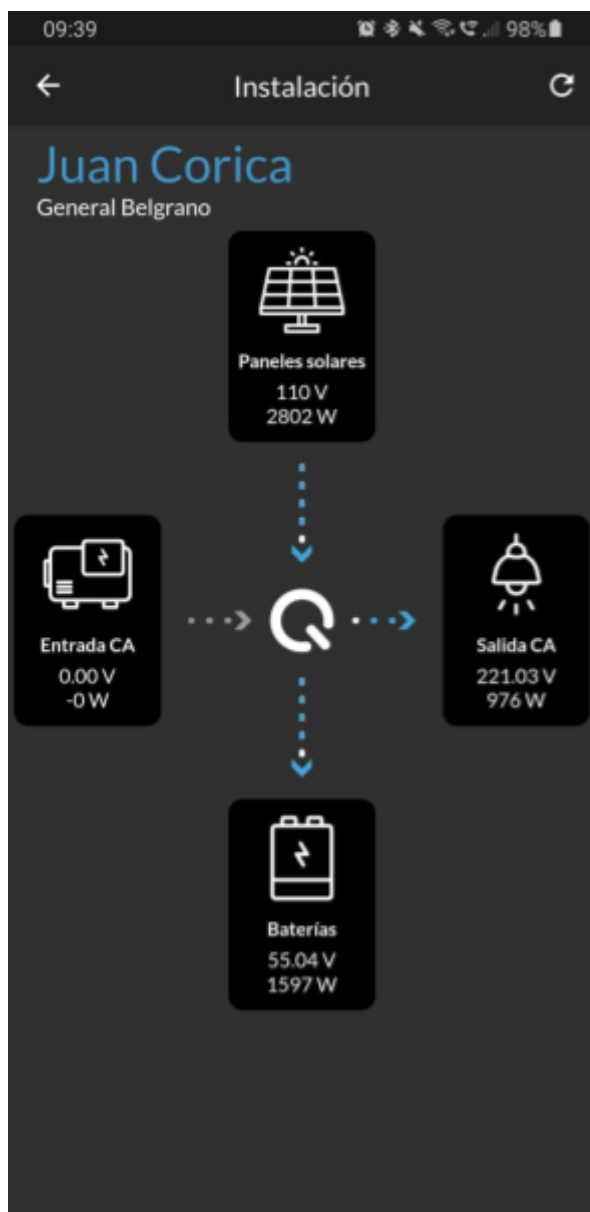 09:39
98%
Instalación
Juan Corica
General Belgrano
Paneles solares
110 V
2802 W
Entrada CA
0.00 V
-0 W
Salida CA
221.03 V
976 W
Baterías
55.04 V
1597 W